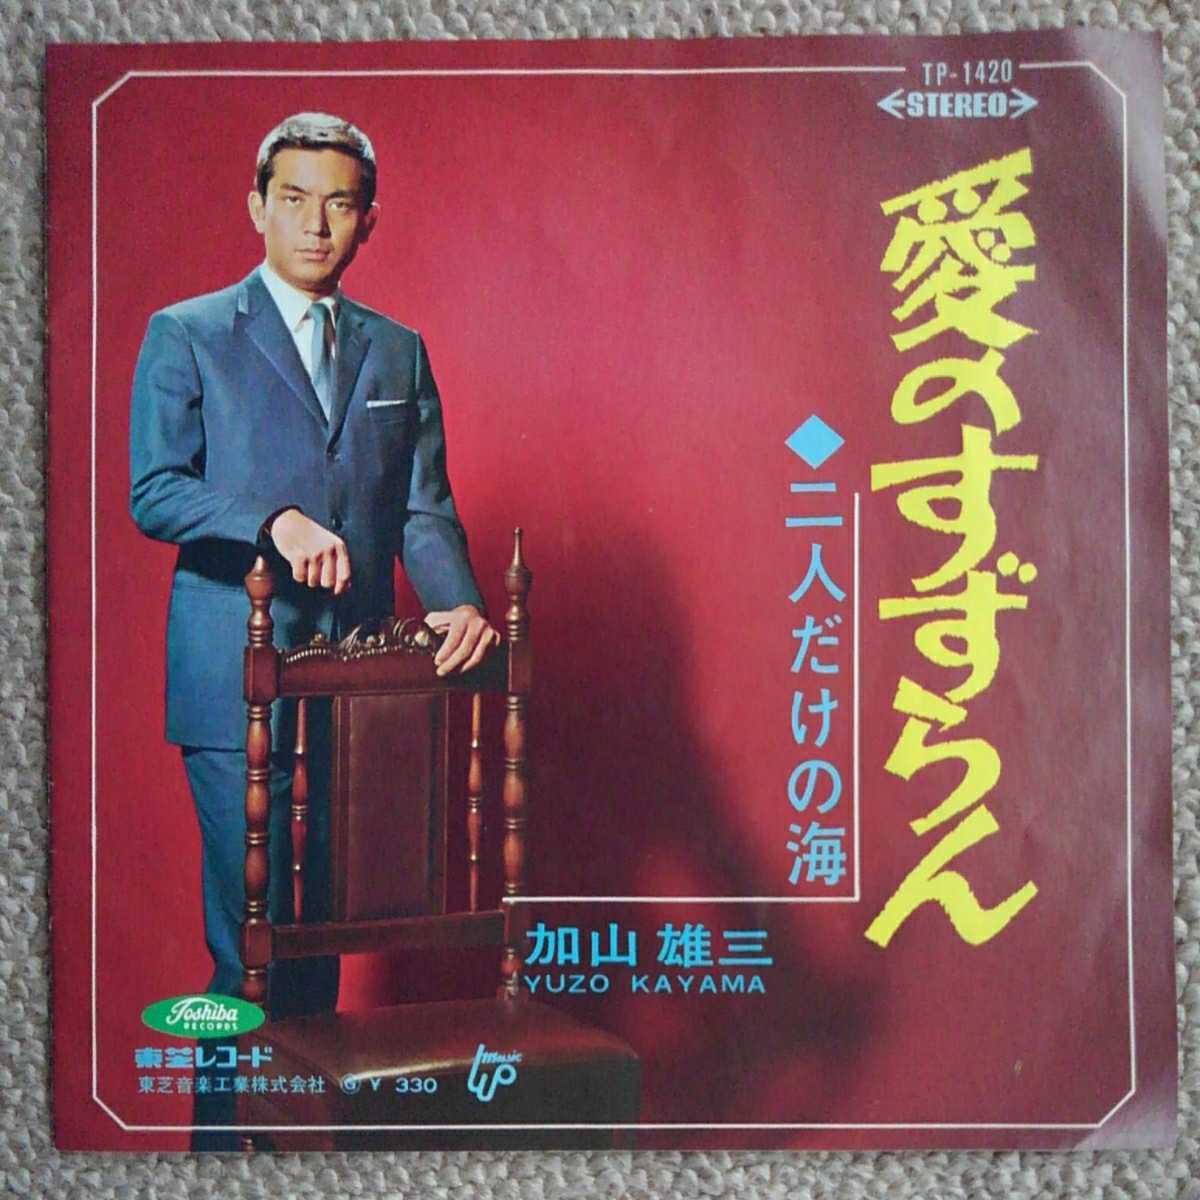 TP-1420
STEREO
愛のすずらん
◆二人だけの海
加山雄三
YUZO KAYAMA
Toshiba
RECORDS
東芝レコード
東芝音楽工業株式会社 Ⓖ ¥ 330
music